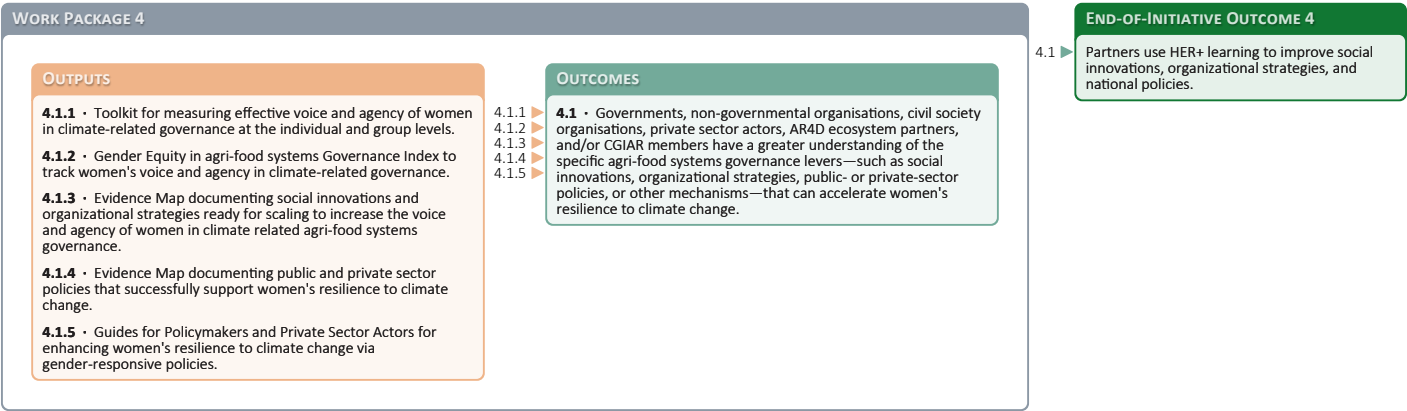 WORK PACKAGE 4
OUTPUTS
4.1.1 · Toolkit for measuring effective voice and agency of women
in climate-related governance at the individual and group levels.
4.1.2 · Gender Equity in agri-food systems Governance Index to
track women's voice and agency in climate-related governance.
4.1.3 · Evidence Map documenting social innovations and
organizational strategies ready for scaling to increase the voice
and agency of women in climate related agri-food systems
governance.
4.1.4 · Evidence Map documenting public and private sector
policies that successfully support women's resilience to climate
change.
4.1.5 · Guides for Policymakers and Private Sector Actors for
enhancing women's resilience to climate change via
gender-responsive policies.
4.1.1
4.1.2
4.1.3
4.1.4
4.1.5
OUTCOMES
4.1 · Governments, non-governmental organisations, civil society
organisations, private sector actors, AR4D ecosystem partners,
and/or CGIAR members have a greater understanding of the
specific agri-food systems governance levers—such as social
innovations, organizational strategies, public- or private-sector
policies, or other mechanisms—that can accelerate women's
resilience to climate change.
4.1
END-OF-INITIATIVE OUTCOME 4
Partners use HER+ learning to improve social
innovations, organizational strategies, and
national policies.